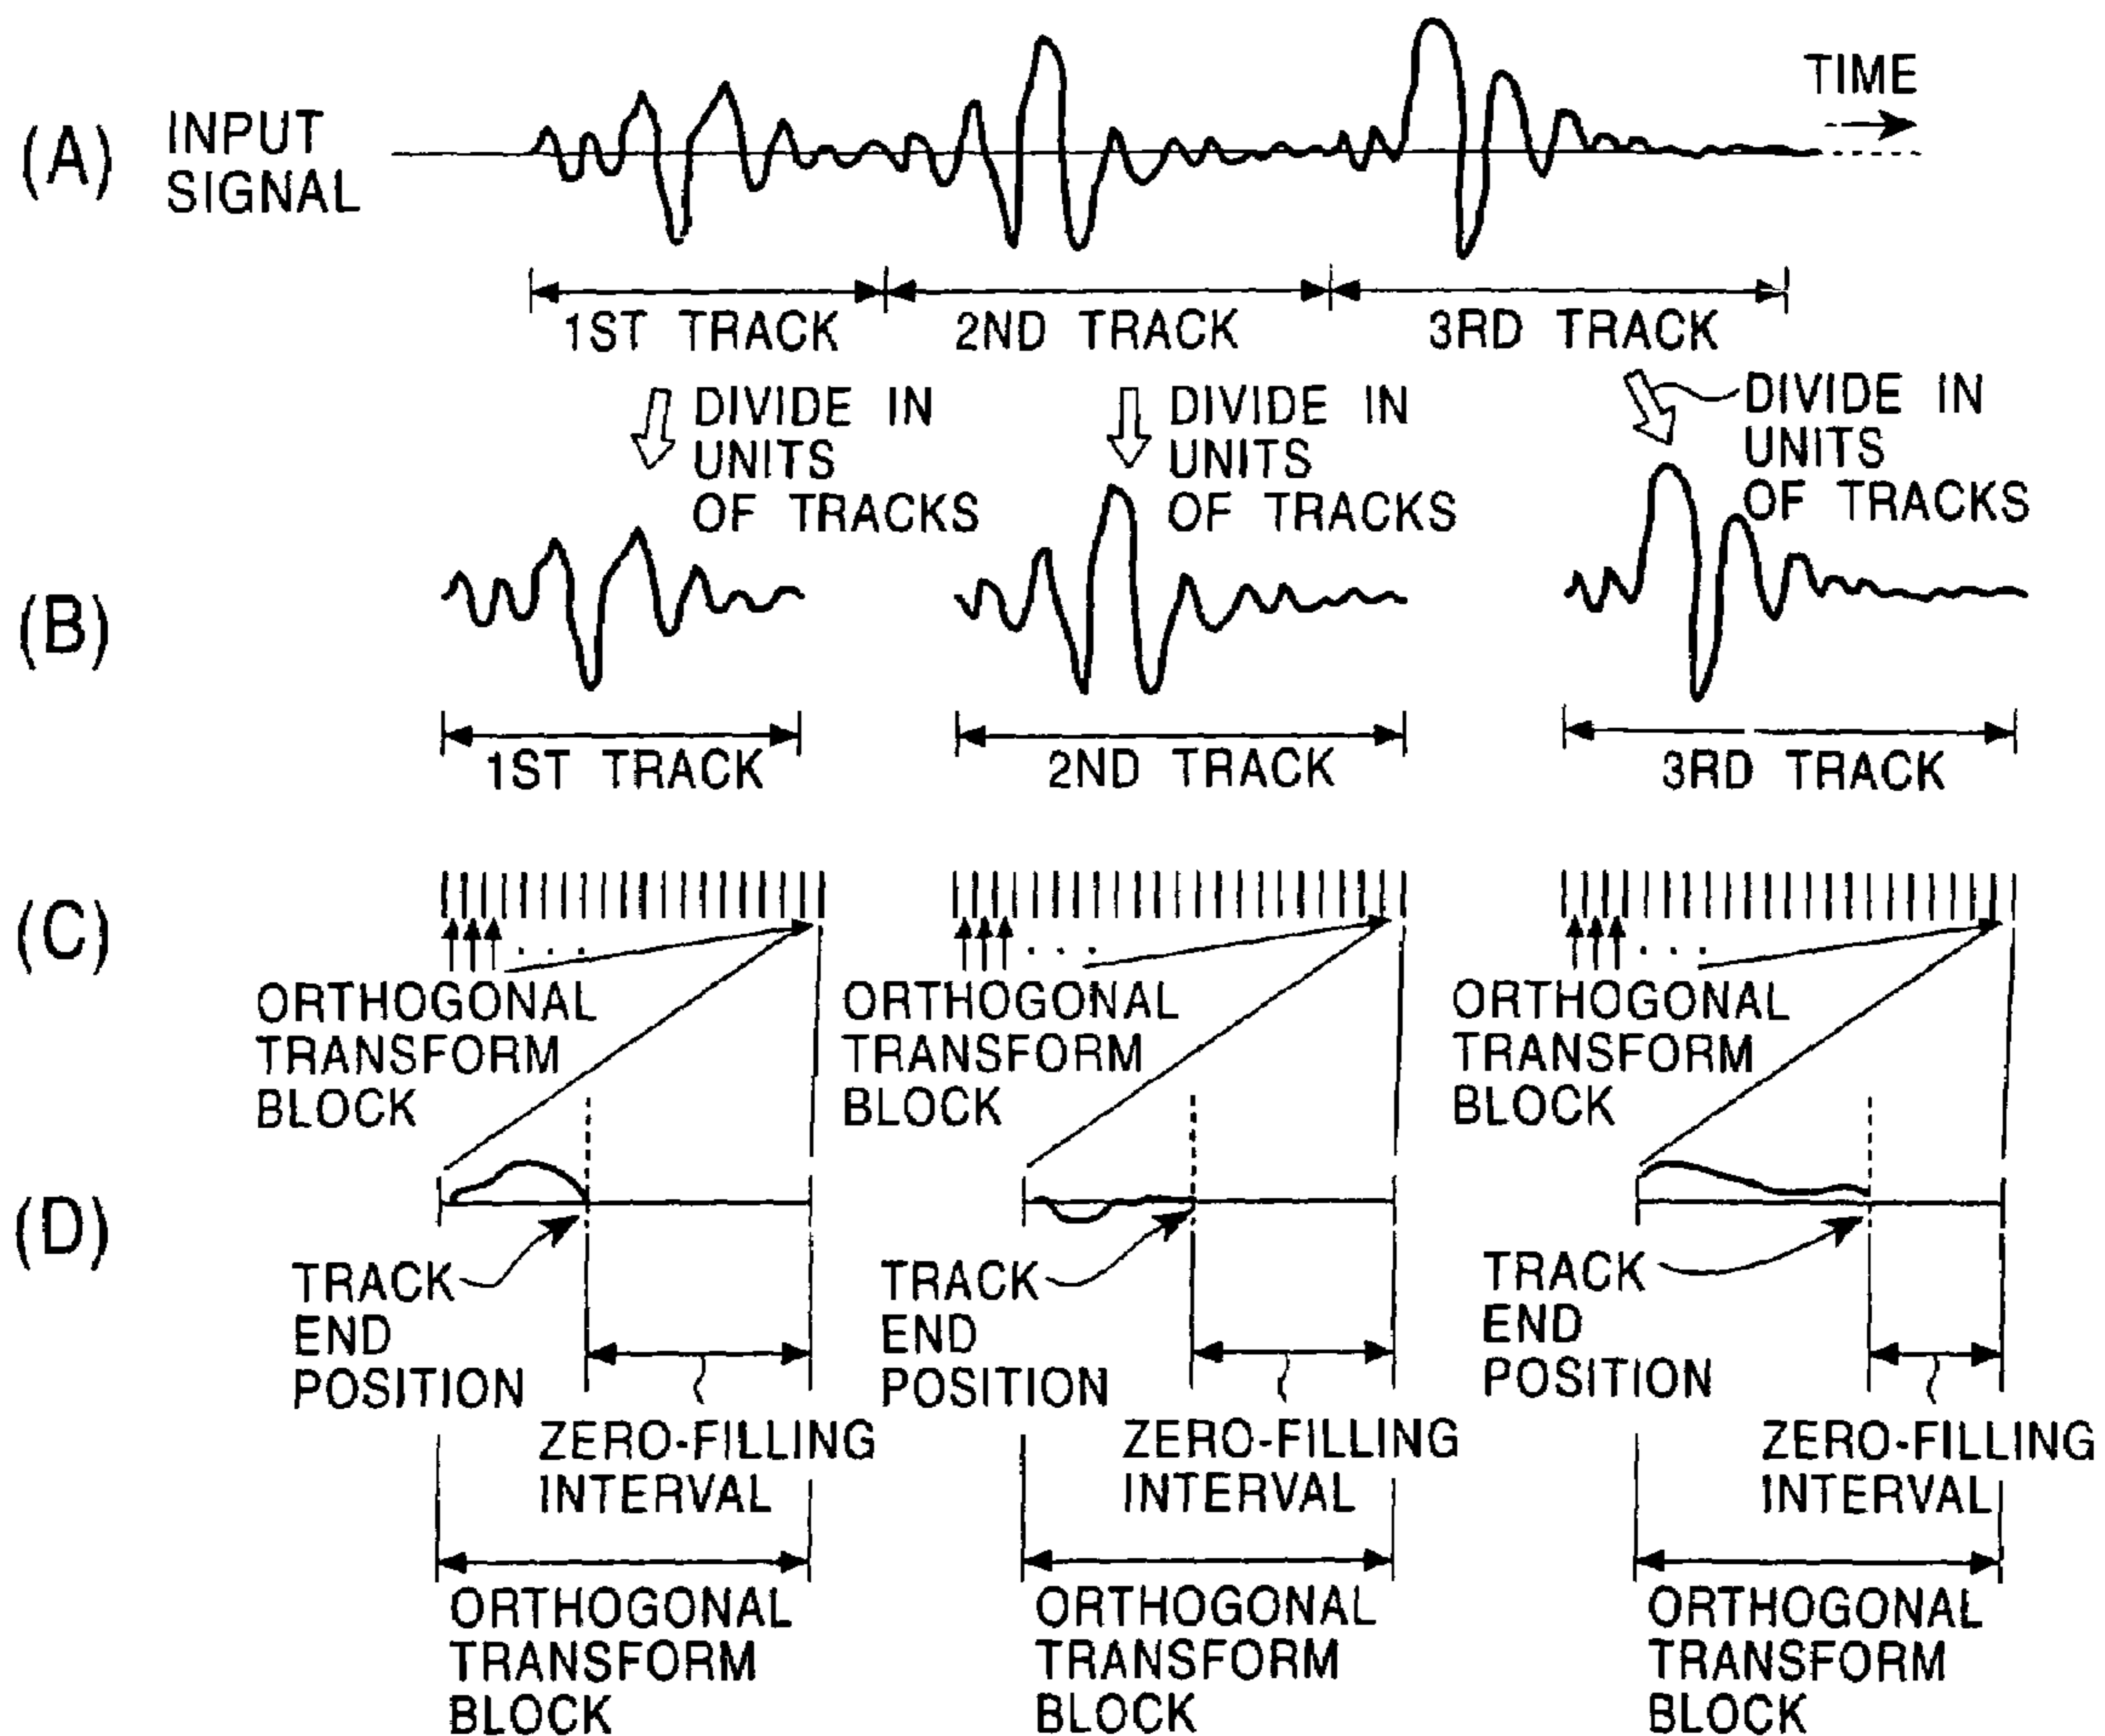 (A) INPUT
SIGNAL
TIME
1ST TRACK
2ND TRACK
3RD TRACK
DIVIDE IN
UNITS
OF TRACKS
DIVIDE IN
UNITS
OF TRACKS
DIVIDE IN
UNITS
OF TRACKS
(B)
1ST TRACK
2ND TRACK
3RD TRACK
(C)
ORTHOGONAL
TRANSFORM
BLOCK
ORTHOGONAL
TRANSFORM
BLOCK
ORTHOGONAL
TRANSFORM
BLOCK
(D)
TRACK
END
POSITION
TRACK
END
POSITION
TRACK
END
POSITION
ZERO-FILLING
INTERVAL
ZERO-FILLING
INTERVAL
ZERO-FILLING
INTERVAL
ORTHOGONAL
TRANSFORM
BLOCK
ORTHOGONAL
TRANSFORM
BLOCK
ORTHOGONAL
TRANSFORM
BLOCK